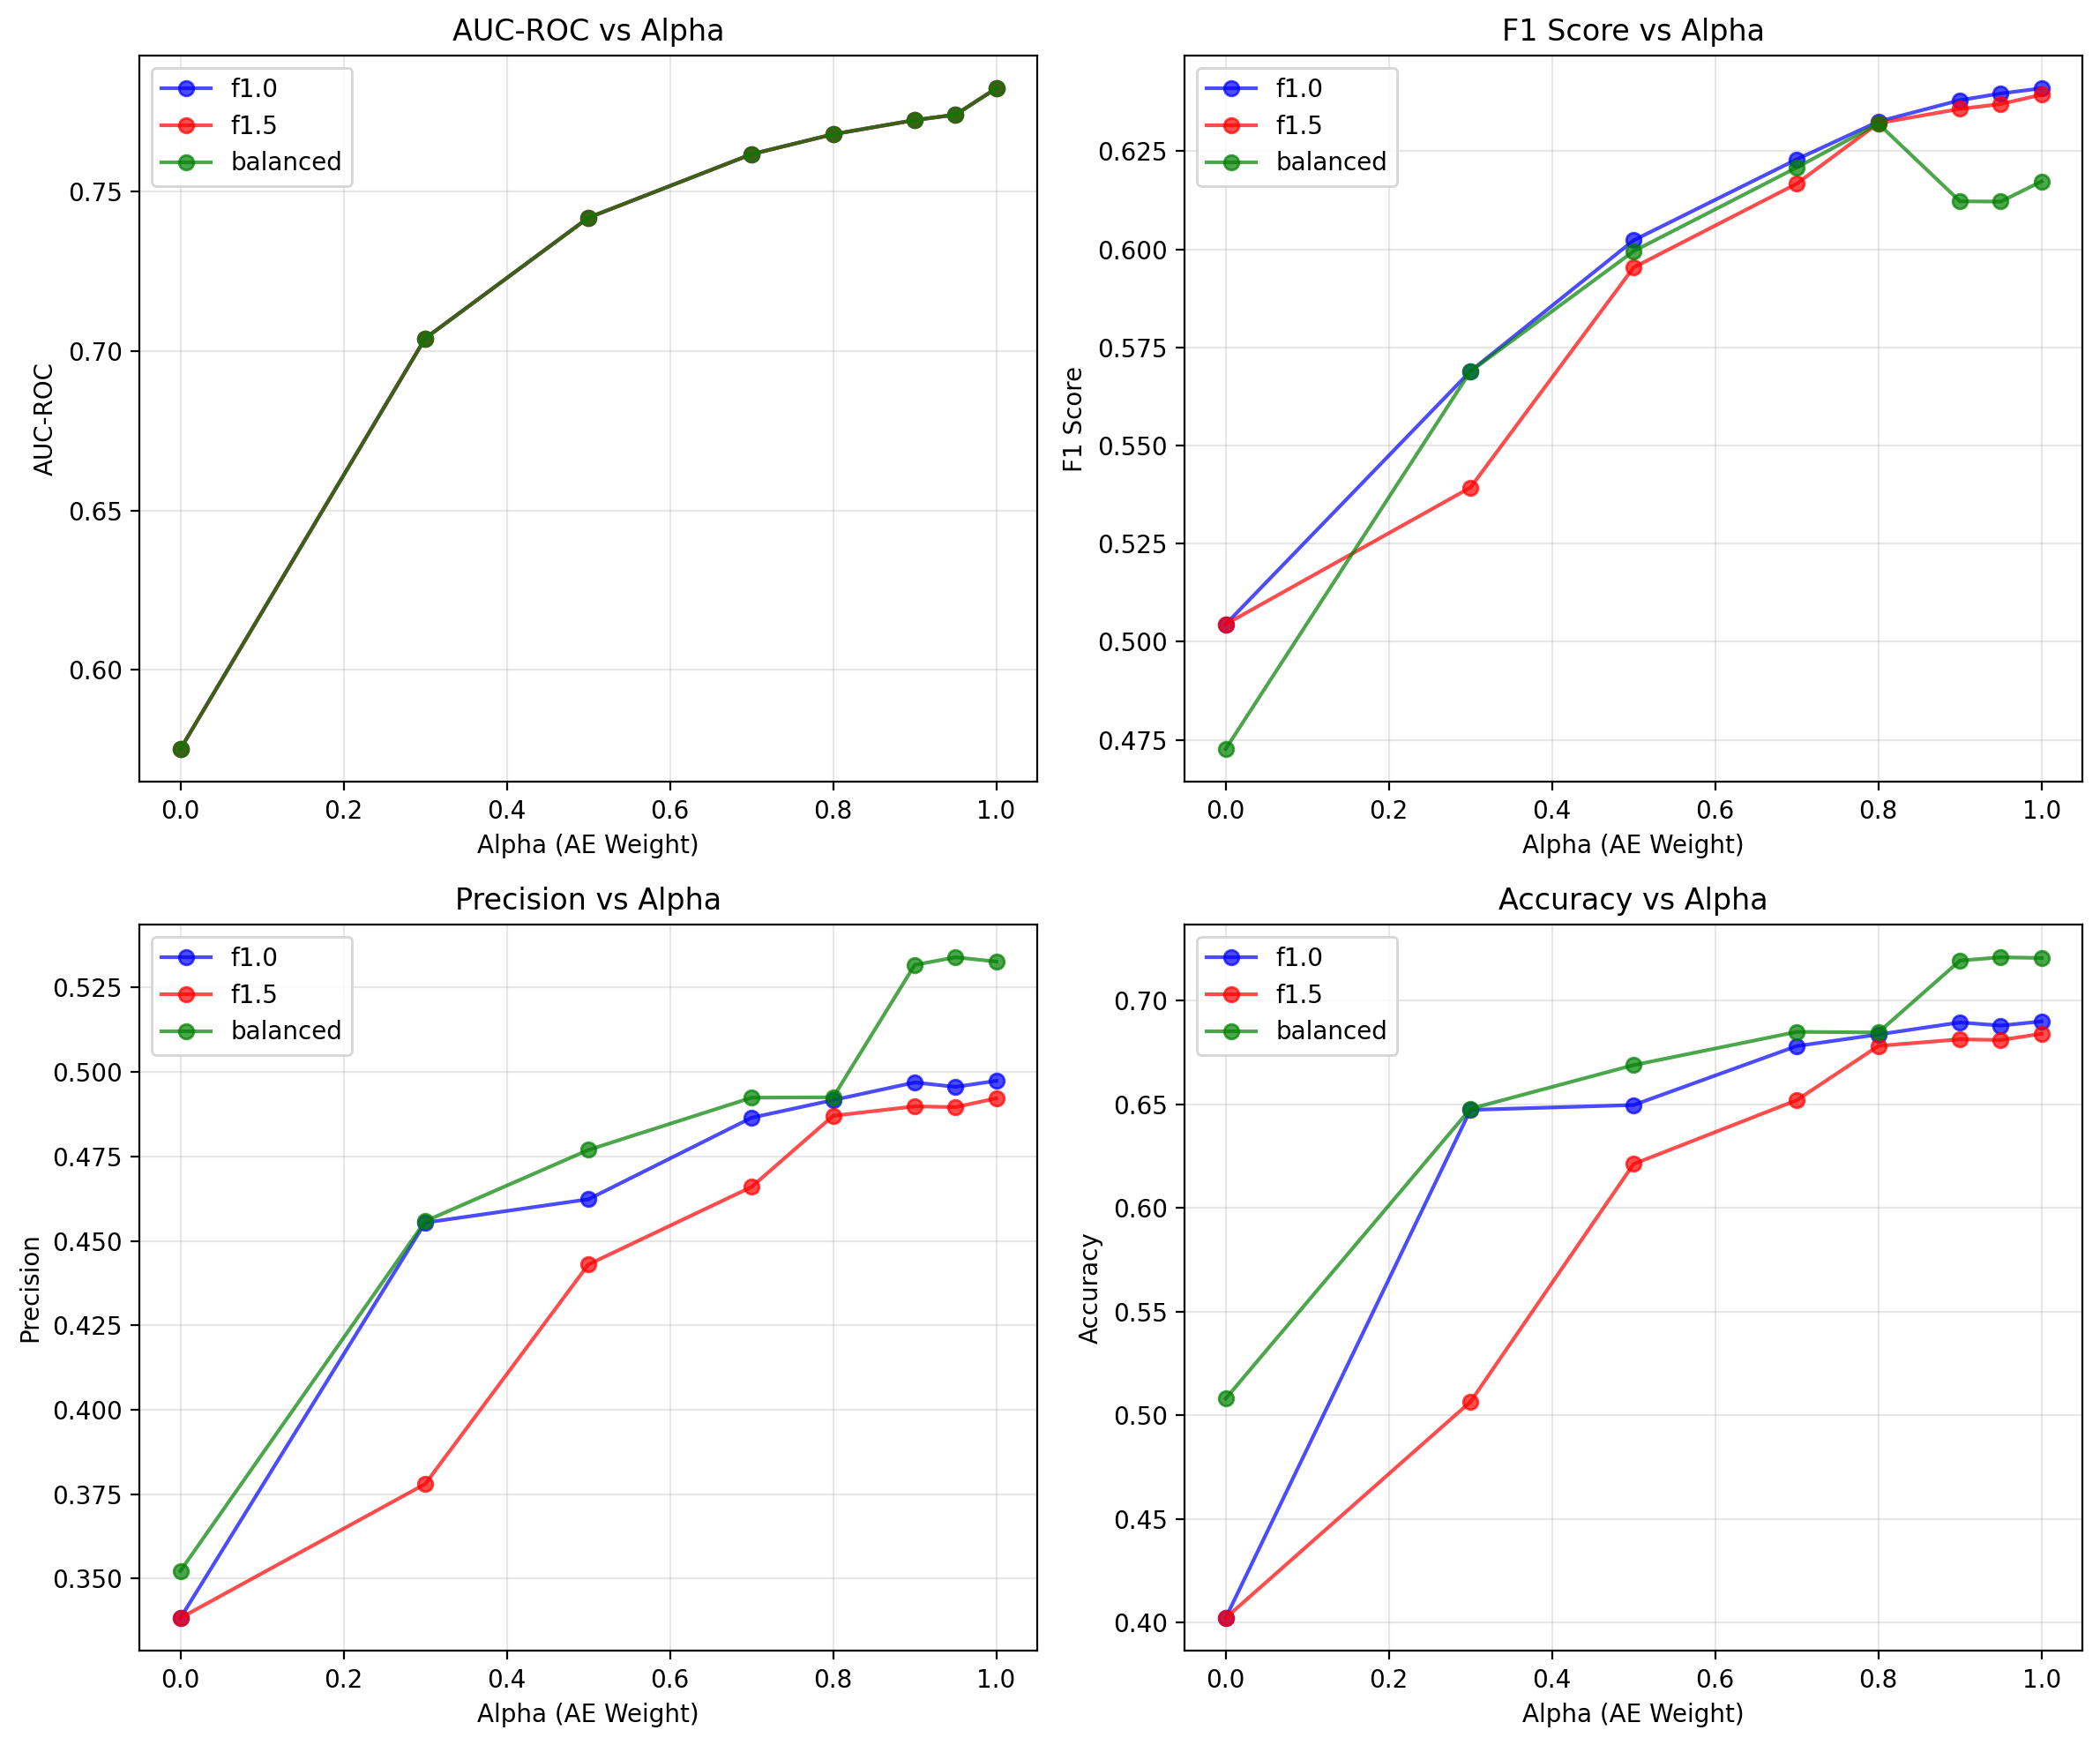 AUC-ROC vs Alpha
f1.0
f1.5
balanced
0.75
0.70
0.65
0.60
AUC-ROC
0.0 0.2 0.4 0.6 0.8 1.0
Alpha (AE Weight)
F1 Score vs Alpha
f1.0
f1.5
balanced
0.625
0.600
0.575
0.550
0.525
0.500
0.475
F1 Score
0.0 0.2 0.4 0.6 0.8 1.0
Alpha (AE Weight)
Precision vs Alpha
f1.0
f1.5
balanced
0.525
0.500
0.475
0.450
0.425
0.400
0.375
0.350
Precision
0.0 0.2 0.4 0.6 0.8 1.0
Alpha (AE Weight)
Accuracy vs Alpha
f1.0
f1.5
balanced
0.70
0.65
0.60
0.55
0.50
0.45
0.40
Accuracy
0.0 0.2 0.4 0.6 0.8 1.0
Alpha (AE Weight)